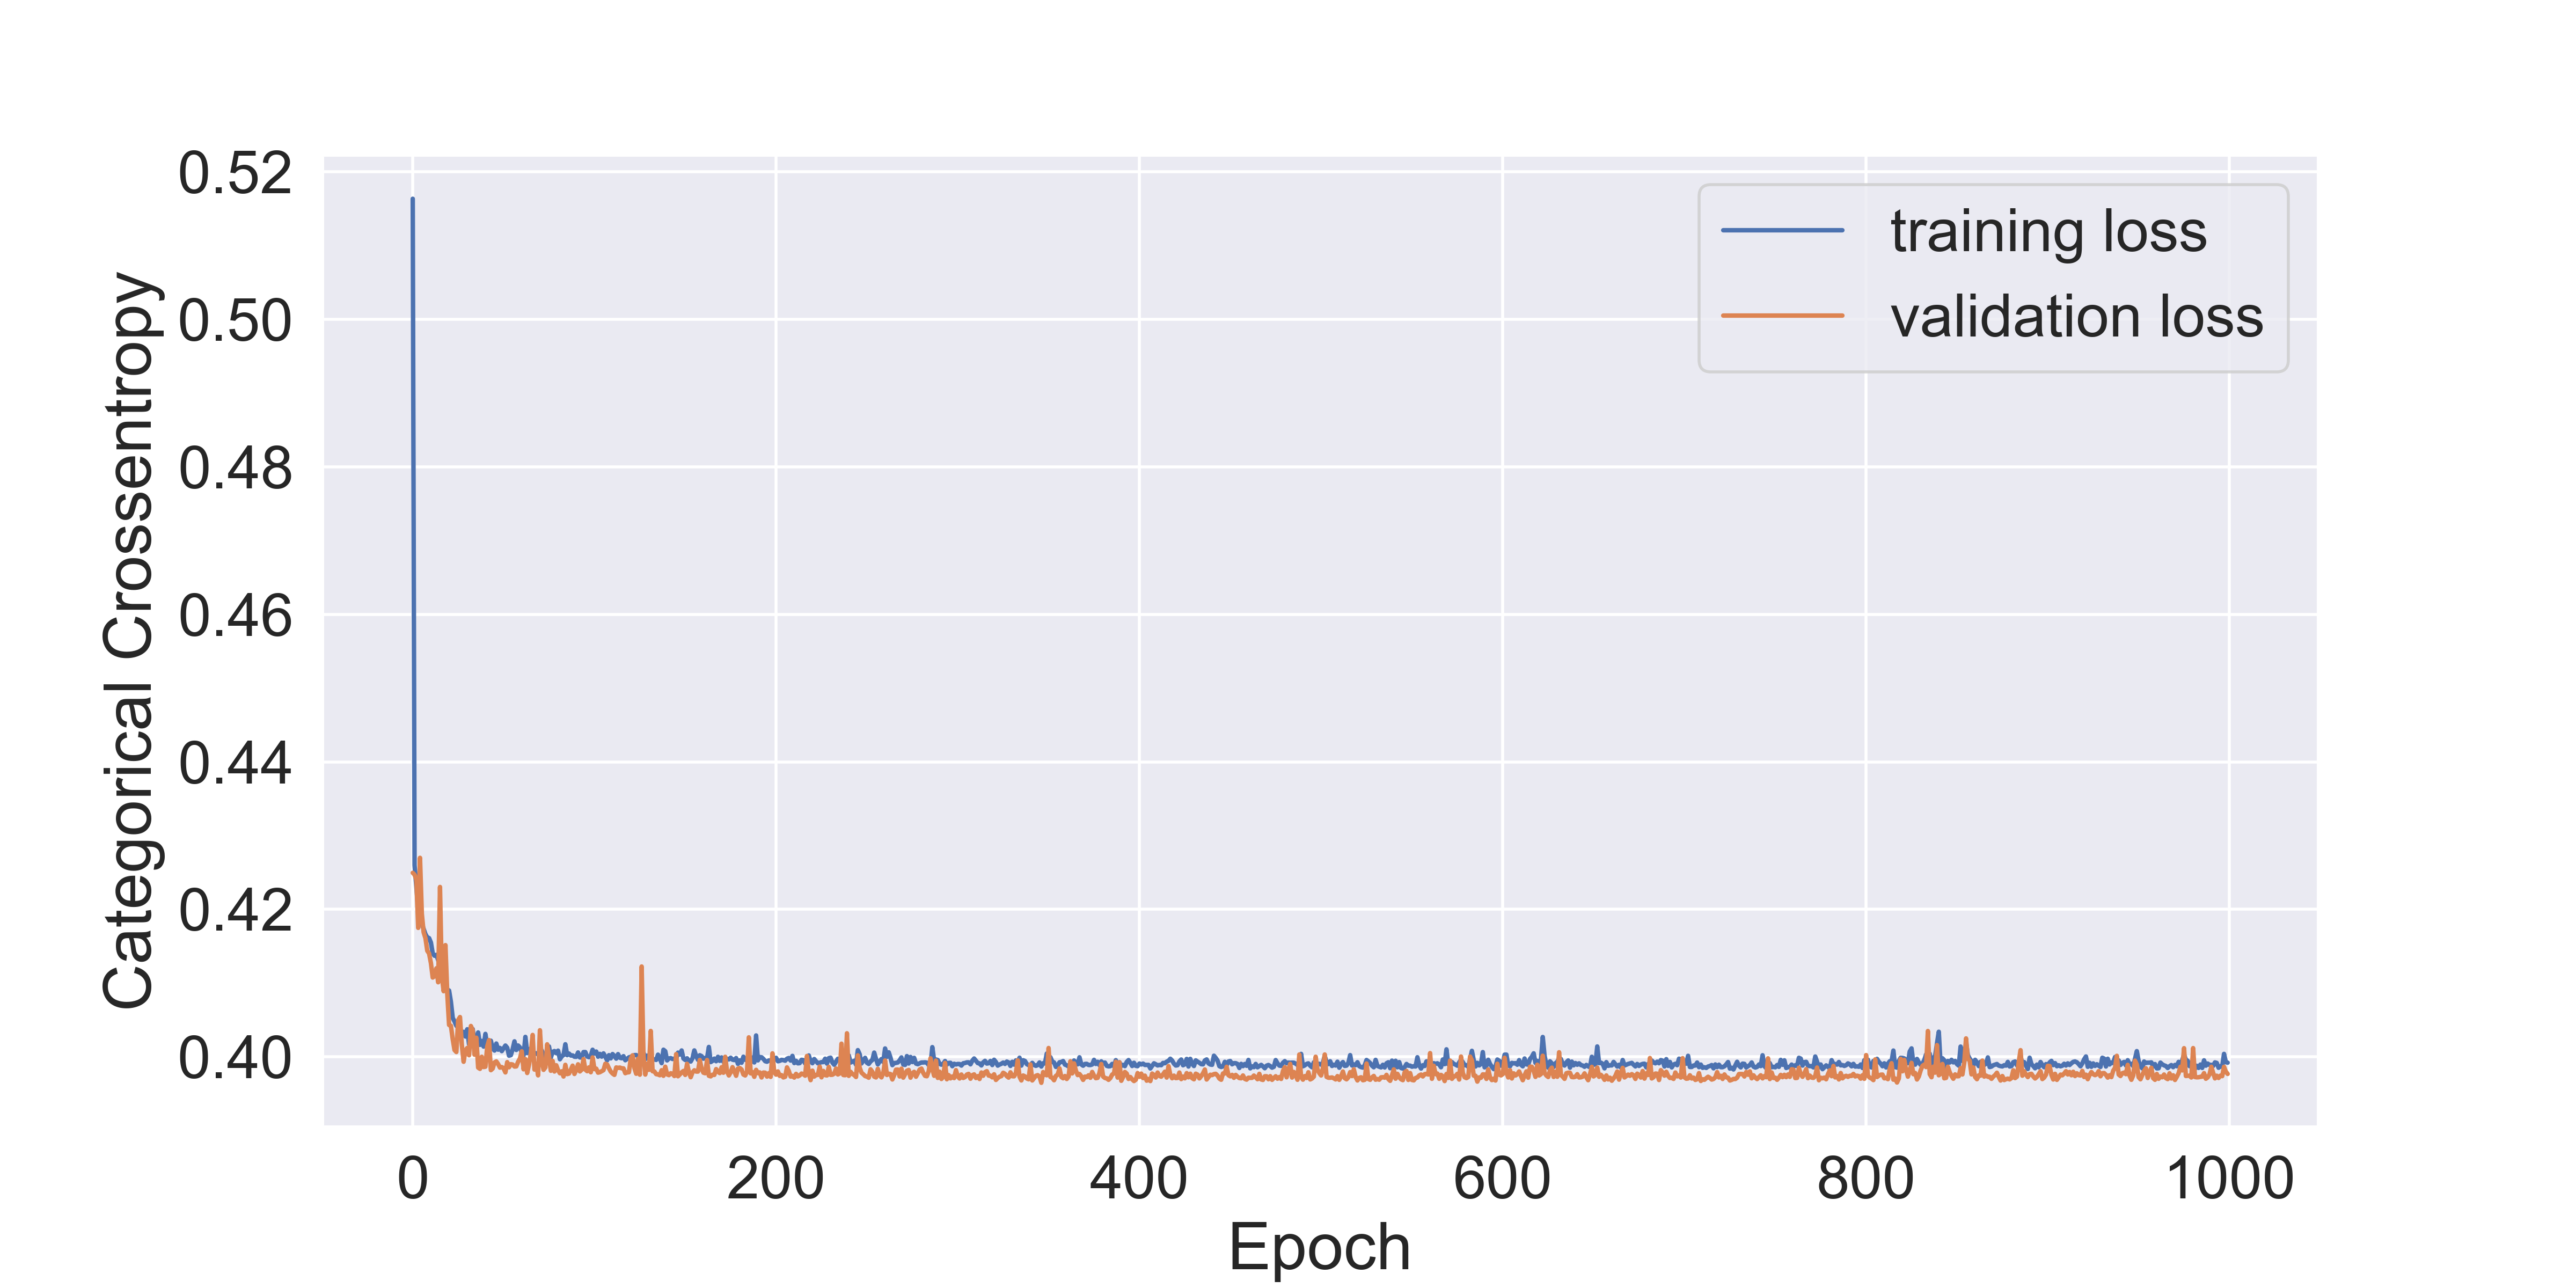 0.52
0.50
0.48
0.46
0.44
0.42
0.40
Categorical Crossentropy
training loss
validation loss
0 200 400 600 800 1000
Epoch